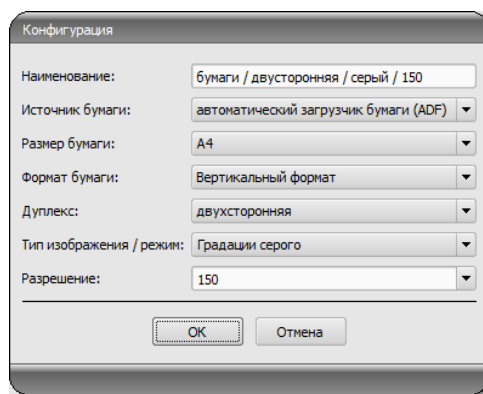 Конфигурация
Наименование: бумаги / двусторонняя / серый / 150
Источник бумаги: автоматический загрузчик бумаги (ADF)
Размер бумаги: A4
Формат бумаги: Вертикальный формат
Дуплекс: двухсторонняя
Тип изображения / режим: Градации серого
Разрешение: 150
OK Отмена